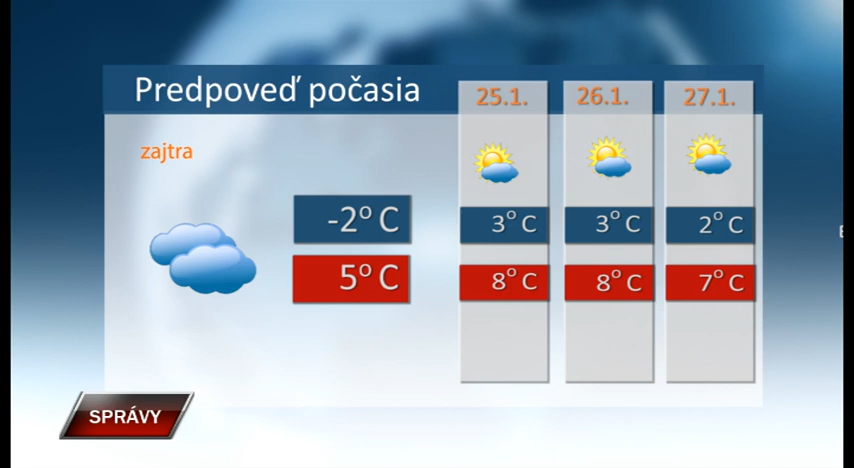 Predpoveď počasia
zajtra
-2° C
5° C
25.1.
3° C
8° C
26.1.
3° C
8° C
27.1.
2° C
7° C
SPRÁVY